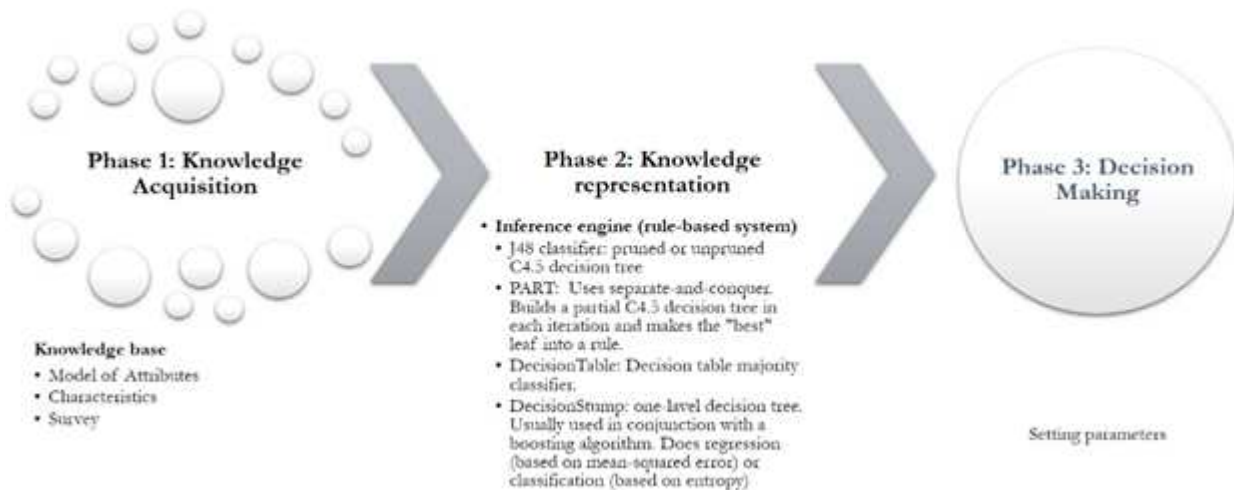 Phase 1: Knowledge
Acquisition
Knowledge base
• Model of Attributes
• Characteristics
• Survey
Phase 2: Knowledge
representation
• Inference engine (rule-based system)
• J48 classifier: pruned or unpruned
C4.5 decision tree
• PART: Uses separate-and-conquer.
Builds a partial C4.5 decision tree in
each iteration and makes the "best"
leaf into a rule.
• DecisionTable: Decision table majority
classifier.
• DecisionStump: one-level decision tree.
Usually used in conjunction with a
boosting algorithm. Does regression
(based on mean-squared error) or
classification (based on entropy)
Phase 3: Decision
Making
Setting parameters